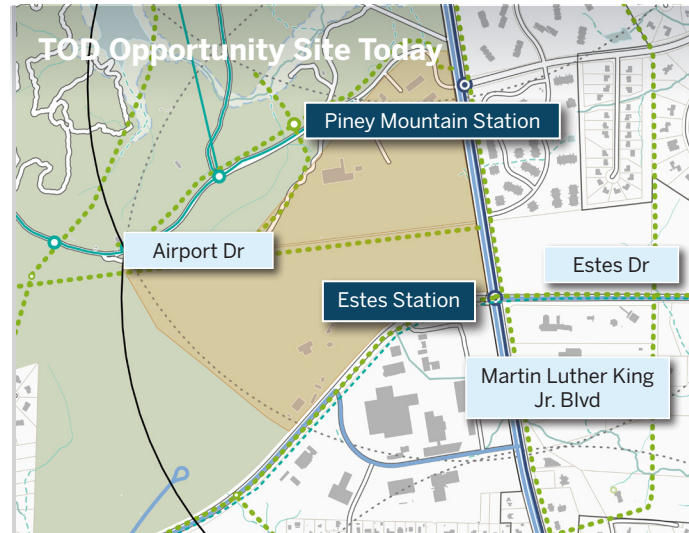 TOD Opportunity Site Today
Piney Mountain Station
Airport Dr
Estes Dr
Estes Station
Martin Luther King
Jr. Blvd